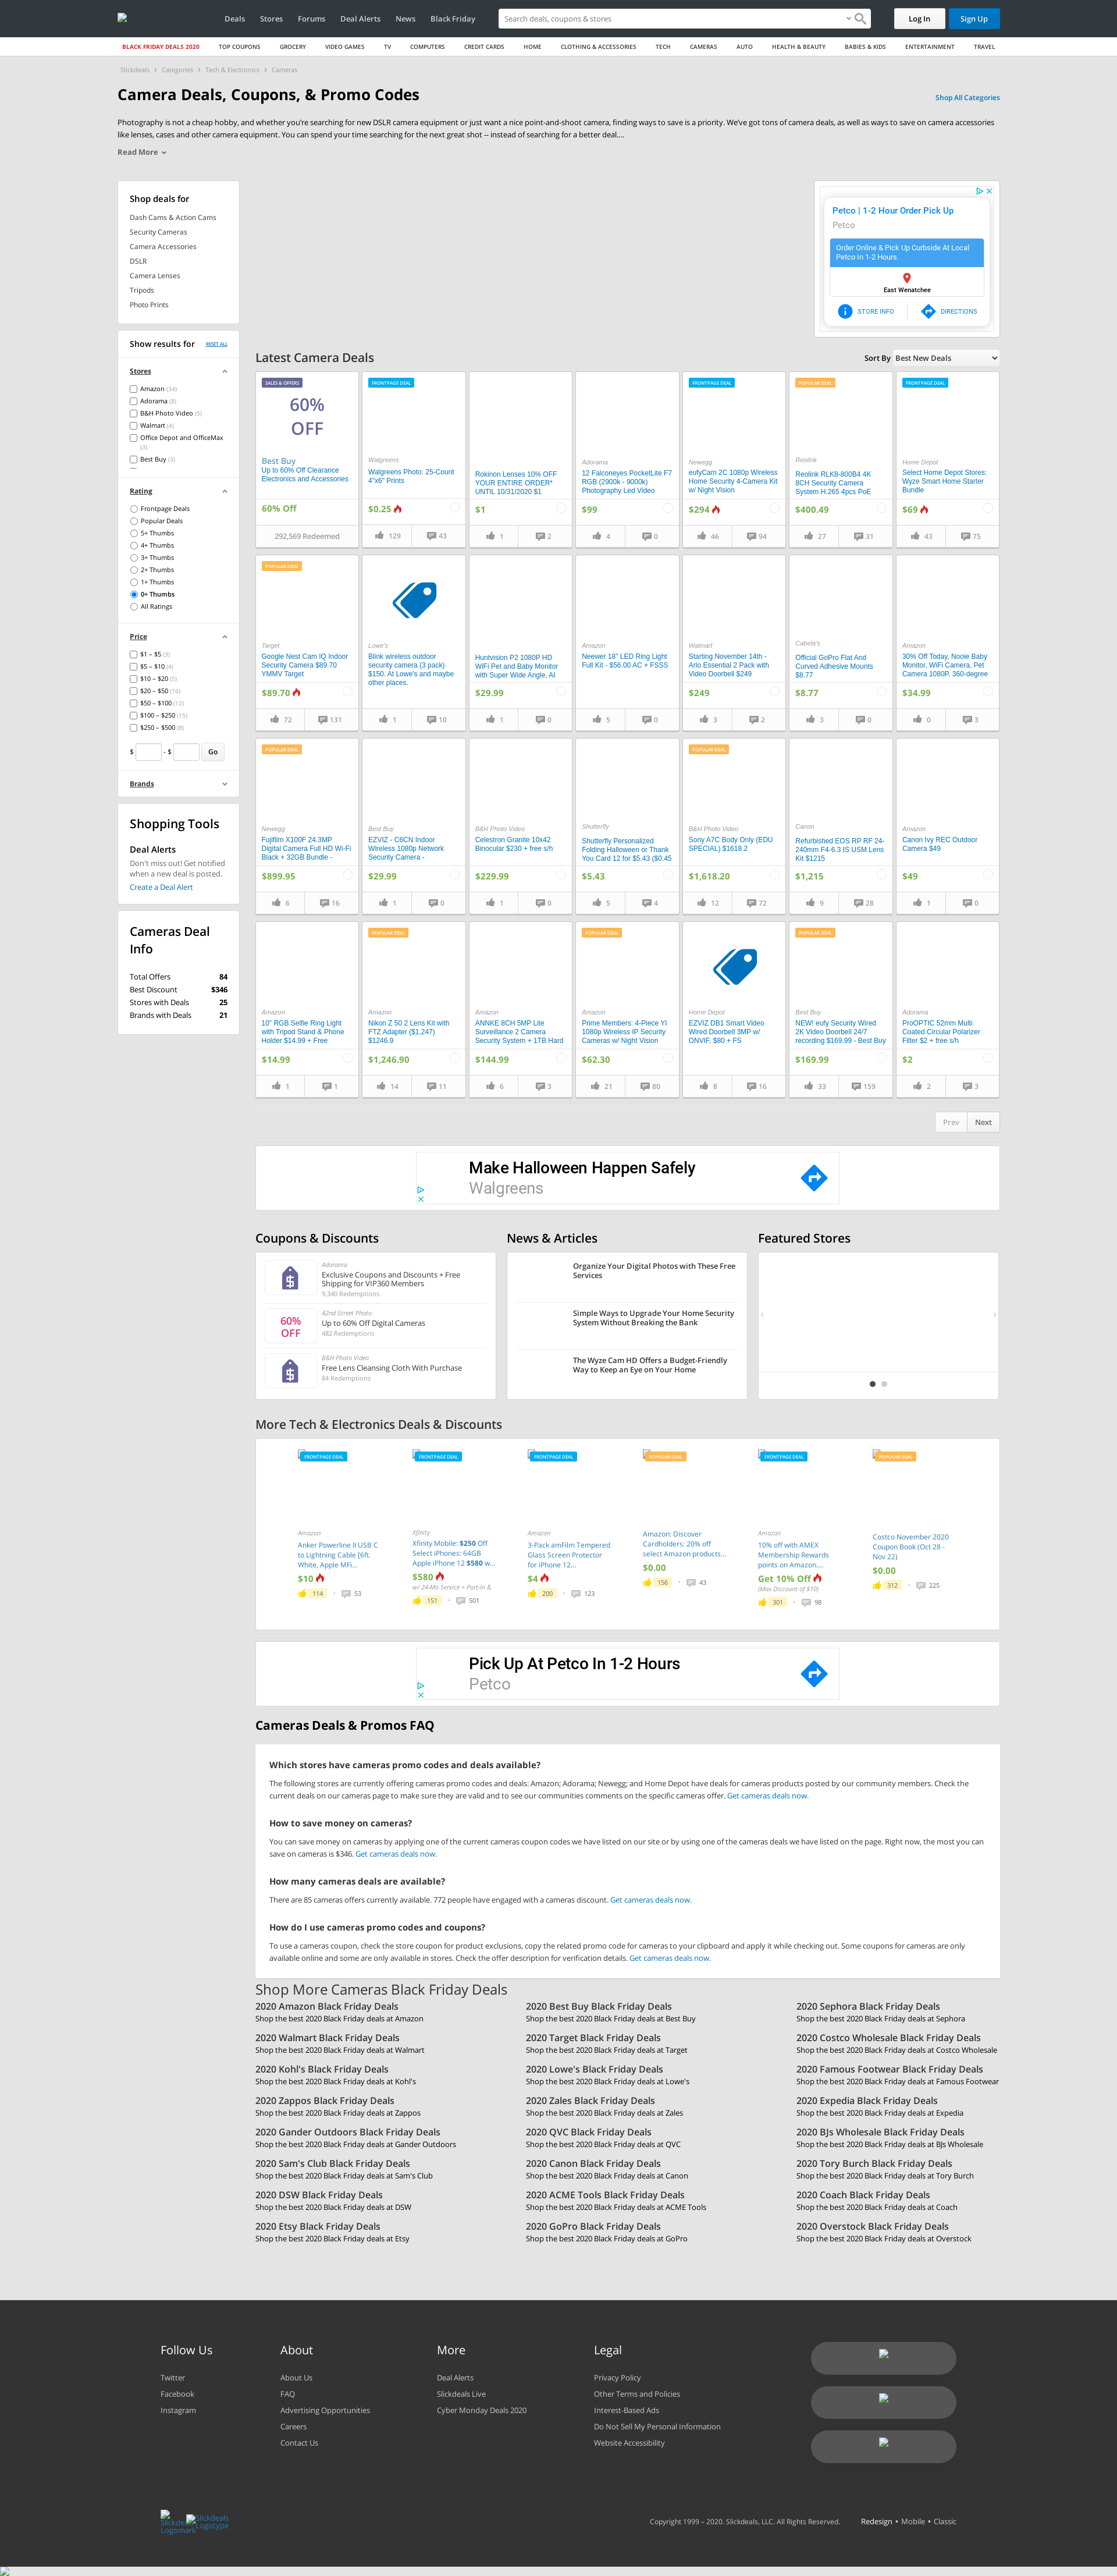 Deals Stores Forums Deal Alerts News Black Friday
Search deals, coupons & stores
Log In Sign Up
BLACK FRIDAY DEALS 2020 TOP COUPONS GROCERY VIDEO GAMES TV COMPUTERS CREDIT CARDS HOME CLOTHING & ACCESSORIES TECH CAMERAS AUTO HEALTH & BEAUTY BABIES & KIDS ENTERTAINMENT TRAVEL
Slickdeals Categories Tech & Electronics Cameras
Camera Deals, Coupons, & Promo Codes
Shop All Categories
Photography is not a cheap hobby, and whether you're searching for new DSLR camera equipment or just want a nice point-and-shoot camera, finding ways to save is a priority. We've got tons of camera deals, as well as ways to save on camera accessories
like lenses, cases and other camera equipment. You can spend your time searching for the next great shot -- instead of searching for a better deal....
Read More
Shop deals for
Dash Cams & Action Cams
Security Cameras
Camera Accessories
DSLR
Camera Lenses
Tripods
Photo Prints
Show results for RESET ALL
Stores
Amazon (34)
Adorama (8)
B&H Photo Video (5)
Walmart (4)
Office Depot and OfficeMax
(3)
Best Buy (3)
Rating
Frontpage Deals
Popular Deals
5+ Thumbs
4+ Thumbs
3+ Thumbs
2+ Thumbs
1+ Thumbs
0+ Thumbs
All Ratings
Price
$1 – $5 (3)
$5 – $10 (4)
$10 – $20 (5)
$20 – $50 (16)
$50 – $100 (12)
$100 – $250 (15)
$250 – $500 (8)
$ - $ Go
Brands
Shopping Tools
Deal Alerts
Don't miss out! Get notified
when a new deal is posted.
Create a Deal Alert
Cameras Deal
Info
Total Offers 84
Best Discount $346
Stores with Deals 25
Brands with Deals 21
Petco | 1-2 Hour Order Pick Up
Petco
Order Online & Pick Up Curbside At Local
Petco In 1-2 Hours.
East Wenatchee
STORE INFO DIRECTIONS
Latest Camera Deals
Sort By Best New Deals
SALES & OFFERS
60%
OFF
Best Buy
Up to 60% Off Clearance
Electronics and Accessories
60% Off
292,569 Redeemed
FRONTPAGE DEAL
Walgreens
Walgreens Photo: 25-Count
4"x6" Prints
$0.25
129 43
Rokinon Lenses 10% OFF
YOUR ENTIRE ORDER*
UNTIL 10/31/2020 $1
$1
1 2
Adorama
12 Falconeyes PocketLite F7
RGB (2900k - 9000k)
Photography Led Video
$99
4 0
FRONTPAGE DEAL
Newegg
eufyCam 2C 1080p Wireless
Home Security 4-Camera Kit
w/ Night Vision
$294
46 94
POPULAR DEAL
Reolink
Reolink RLK8-800B4 4K
8CH Security Camera
System H.265 4pcs PoE
$400.49
27 31
FRONTPAGE DEAL
Home Depot
Select Home Depot Stores:
Wyze Smart Home Starter
Bundle
$69
43 75
POPULAR DEAL
Target
Google Nest Cam IQ Indoor
Security Camera $89.70
YMMV Target
$89.70
72 131
Lowe's
Blink wireless outdoor
security camera (3 pack)
$150. At Lowe's and maybe
other places.
1 10
Huntvision P2 1080P HD
WiFi Pet and Baby Monitor
with Super Wide Angle, AI
$29.99
1 0
Amazon
Neewer 18" LED Ring Light
Full Kit - $56.00 AC + FSSS
5 0
Walmart
Starting November 14th -
Arlo Essential 2 Pack with
Video Doorbell $249
$249
3 2
Cabela's
Official GoPro Flat And
Curved Adhesive Mounts
$8.77
$8.77
3 0
Amazon
30% Off Today, Nooie Baby
Monitor, WiFi Camera, Pet
Camera 1080P, 360-degree
$34.99
0 3
POPULAR DEAL
Newegg
Fujifilm X100F 24.3MP
Digital Camera Full HD Wi-Fi
Black + 32GB Bundle -
$899.95
6 16
Best Buy
EZVIZ - C6CN Indoor
Wireless 1080p Network
Security Camera -
$29.99
1 0
B&H Photo Video
Celestron Granite 10x42
Binocular $230 + free s/h
$229.99
1 0
Shutterfly
Shutterfly Personalized
Folding Halloween or Thank
You Card 12 for $5.43 ($0.45
$5.43
5 4
POPULAR DEAL
B&H Photo Video
Sony A7C Body Only (EDU
SPECIAL) $1618.2
$1,618.20
12 72
Canon
Refurbished EOS RP RF 24-
240mm F4-6.3 IS USM Lens
Kit $1215
$1,215
9 28
Amazon
Canon Ivy REC Outdoor
Camera $49
$49
1 0
Amazon
10" RGB Selfie Ring Light
with Tripod Stand & Phone
Holder $14.99 + Free
$14.99
1 1
POPULAR DEAL
Amazon
Nikon Z 50 2 Lens Kit with
FTZ Adapter ($1,247)
$1246.9
$1,246.90
14 11
Amazon
ANNKE 8CH 5MP Lite
Surveillance 2 Camera
Security System + 1TB Hard
$144.99
6 3
POPULAR DEAL
Amazon
Prime Members: 4-Piece YI
1080p Wireless IP Security
Cameras w/ Night Vision
$62.30
21 80
Home Depot
EZVIZ DB1 Smart Video
Wired Doorbell 3MP w/
ONVIF, $80 + FS
8 16
POPULAR DEAL
Best Buy
NEW! eufy Security Wired
2K Video Doorbell 24/7
recording $169.99 - Best Buy
$169.99
33 159
Adorama
ProOPTIC 52mm Multi
Coated Circular Polarizer
Filter $2 + free s/h
$2
2 3
Prev Next
Make Halloween Happen Safely
Walgreens
Coupons & Discounts
Adorama
Exclusive Coupons and Discounts + Free
Shipping for VIP360 Members
9,340 Redemptions
60%
OFF
42nd Street Photo
Up to 60% Off Digital Cameras
482 Redemptions
B&H Photo Video
Free Lens Cleansing Cloth With Purchase
84 Redemptions
News & Articles
Organize Your Digital Photos with These Free
Services
Simple Ways to Upgrade Your Home Security
System Without Breaking the Bank
The Wyze Cam HD Offers a Budget-Friendly
Way to Keep an Eye on Your Home
Featured Stores
More Tech & Electronics Deals & Discounts
FRONTPAGE DEAL
Amazon
Anker Powerline II USB C
to Lightning Cable [6ft,
White, Apple MFi...
$10
114 53
FRONTPAGE DEAL
Xfinity
Xfinity Mobile: $250 Off
Select iPhones: 64GB
Apple iPhone 12 $580 w...
$580
w/ 24-Mo Service + Port-In &
151 501
FRONTPAGE DEAL
Amazon
3-Pack amFilm Tempered
Glass Screen Protector
for iPhone 12...
$4
200 123
POPULAR DEAL
Amazon: Discover
Cardholders: 20% off
select Amazon products...
$0.00
156 43
FRONTPAGE DEAL
Amazon
10% off with AMEX
Membership Rewards
points on Amazon....
Get 10% Off
(Max Discount of $10)
301 98
POPULAR DEAL
Costco November 2020
Coupon Book (Oct 28 -
Nov 22)
$0.00
312 225
Pick Up At Petco In 1-2 Hours
Petco
Cameras Deals & Promos FAQ
Which stores have cameras promo codes and deals available?
The following stores are currently offering cameras promo codes and deals: Amazon; Adorama; Newegg; and Home Depot have deals for cameras products posted by our community members. Check the
current deals on our cameras page to make sure they are valid and to see our communities comments on the specific cameras offer. Get cameras deals now.
How to save money on cameras?
You can save money on cameras by applying one of the current cameras coupon codes we have listed on our site or by using one of the cameras deals we have listed on the page. Right now, the most you can
save on cameras is $346. Get cameras deals now.
How many cameras deals are available?
There are 85 cameras offers currently available. 772 people have engaged with a cameras discount. Get cameras deals now.
How do I use cameras promo codes and coupons?
To use a cameras coupon, check the store coupon for product exclusions, copy the related promo code for cameras to your clipboard and apply it while checking out. Some coupons for cameras are only
available online and some are only available in stores. Check the offer description for verification details. Get cameras deals now.
Shop More Cameras Black Friday Deals
2020 Amazon Black Friday Deals
Shop the best 2020 Black Friday deals at Amazon
2020 Best Buy Black Friday Deals
Shop the best 2020 Black Friday deals at Best Buy
2020 Sephora Black Friday Deals
Shop the best 2020 Black Friday deals at Sephora
2020 Walmart Black Friday Deals
Shop the best 2020 Black Friday deals at Walmart
2020 Target Black Friday Deals
Shop the best 2020 Black Friday deals at Target
2020 Costco Wholesale Black Friday Deals
Shop the best 2020 Black Friday deals at Costco Wholesale
2020 Kohl's Black Friday Deals
Shop the best 2020 Black Friday deals at Kohl's
2020 Lowe's Black Friday Deals
Shop the best 2020 Black Friday deals at Lowe's
2020 Famous Footwear Black Friday Deals
Shop the best 2020 Black Friday deals at Famous Footwear
2020 Zappos Black Friday Deals
Shop the best 2020 Black Friday deals at Zappos
2020 Zales Black Friday Deals
Shop the best 2020 Black Friday deals at Zales
2020 Expedia Black Friday Deals
Shop the best 2020 Black Friday deals at Expedia
2020 Gander Outdoors Black Friday Deals
Shop the best 2020 Black Friday deals at Gander Outdoors
2020 QVC Black Friday Deals
Shop the best 2020 Black Friday deals at QVC
2020 BJs Wholesale Black Friday Deals
Shop the best 2020 Black Friday deals at BJs Wholesale
2020 Sam's Club Black Friday Deals
Shop the best 2020 Black Friday deals at Sam's Club
2020 Canon Black Friday Deals
Shop the best 2020 Black Friday deals at Canon
2020 Tory Burch Black Friday Deals
Shop the best 2020 Black Friday deals at Tory Burch
2020 DSW Black Friday Deals
Shop the best 2020 Black Friday deals at DSW
2020 ACME Tools Black Friday Deals
Shop the best 2020 Black Friday deals at ACME Tools
2020 Coach Black Friday Deals
Shop the best 2020 Black Friday deals at Coach
2020 Etsy Black Friday Deals
Shop the best 2020 Black Friday deals at Etsy
2020 GoPro Black Friday Deals
Shop the best 2020 Black Friday deals at GoPro
2020 Overstock Black Friday Deals
Shop the best 2020 Black Friday deals at Overstock
Follow Us
Twitter
Facebook
Instagram
About
About Us
FAQ
Advertising Opportunities
Careers
Contact Us
More
Deal Alerts
Slickdeals Live
Cyber Monday Deals 2020
Legal
Privacy Policy
Other Terms and Policies
Interest-Based Ads
Do Not Sell My Personal Information
Website Accessibility
Slickdeals
Logotype
Logomark
Copyright 1999 – 2020. Slickdeals, LLC. All Rights Reserved. Redesign • Mobile • Classic